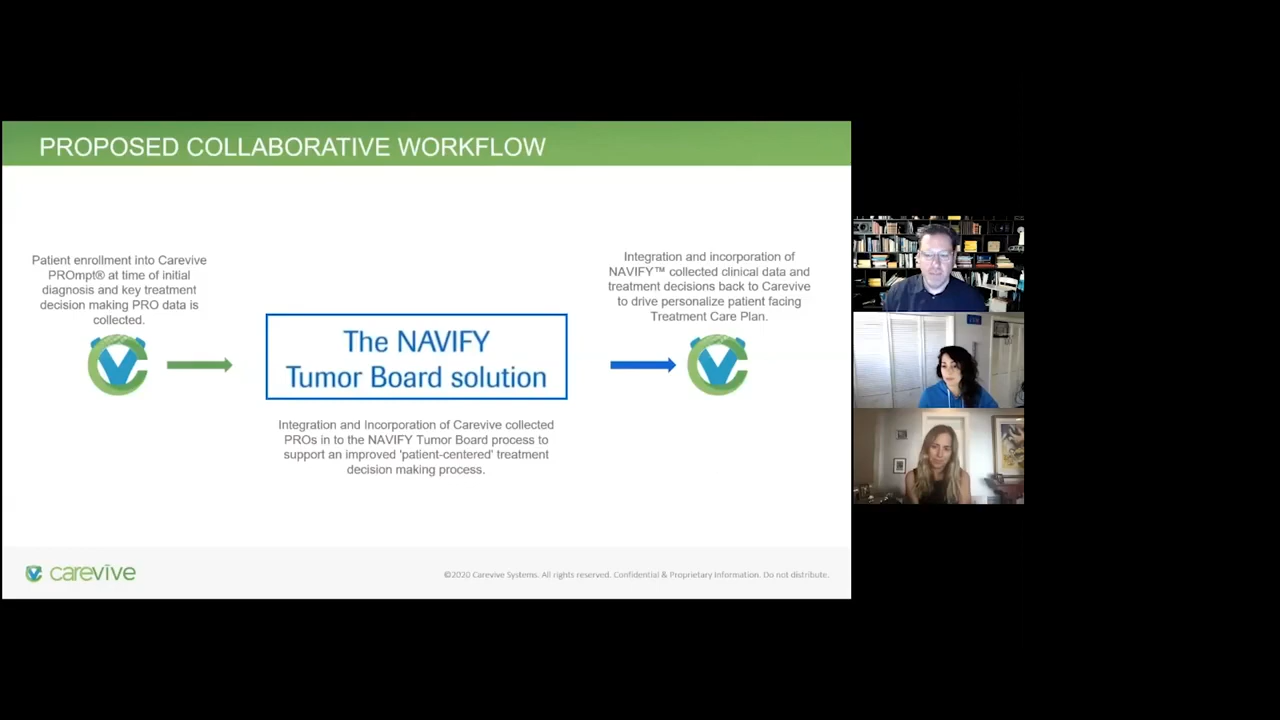 PROPOSED COLLABORATIVE WORKFLOW
Patient enrollment into Carevive
PROmpt® at time of initial
diagnosis and key treatment
decision making PRO data is
collected.
The NAVIFY
Tumor Board solution
Integration and Incorporation of Carevive collected
PROs in to the NAVIFY Tumor Board process to
support an improved 'patient-centered' treatment
decision making process.
Integration and incorporation of
NAVIFY™ collected clinical data and
treatment decisions back to Carevive
to drive personalize patient facing
Treatment Care Plan.
carevive
©2020 Carevive Systems. All rights reserved. Confidential & Proprietary Information. Do not distribute.